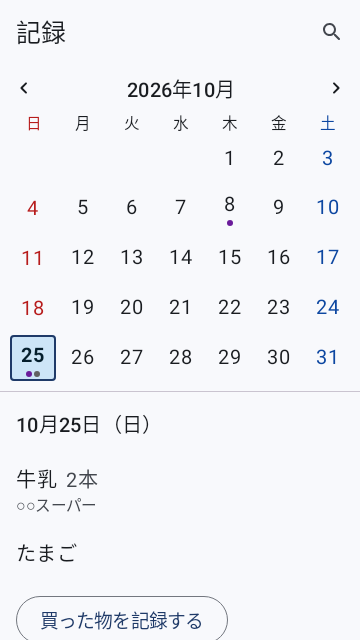 記録
2026年10月
日 月 火 水 木 金 土
1 2 3
4 5 6 7 8 9 10
11 12 13 14 15 16 17
18 19 20 21 22 23 24
25 26 27 28 29 30 31
10月25日（日）
牛乳 2本
○○スーパー
たまご
買った物を記録する